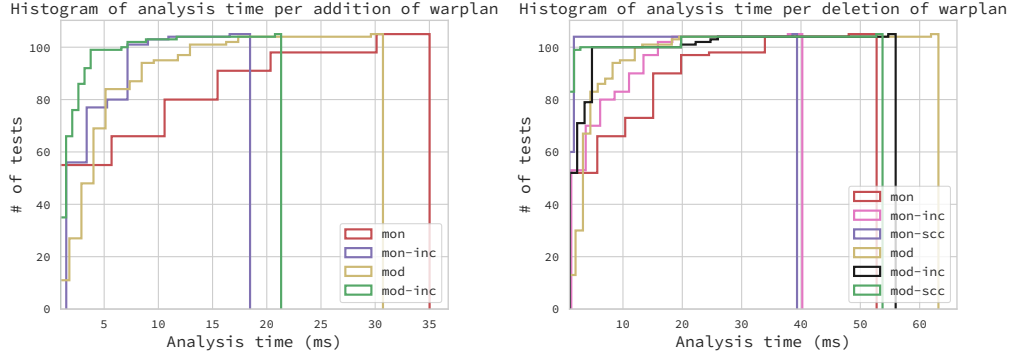 Histogram of analysis time per addition of warplan
# of tests
100
80
60
40
20
0
5 10 15 20 25 30 35
Analysis time (ms)
mon
mon-inc
mod
mod-inc
Histogram of analysis time per deletion of warplan
# of tests
100
80
60
40
20
0
10 20 30 40 50 60
Analysis time (ms)
mon
mon-inc
mon-scc
mod
mod-inc
mod-scc